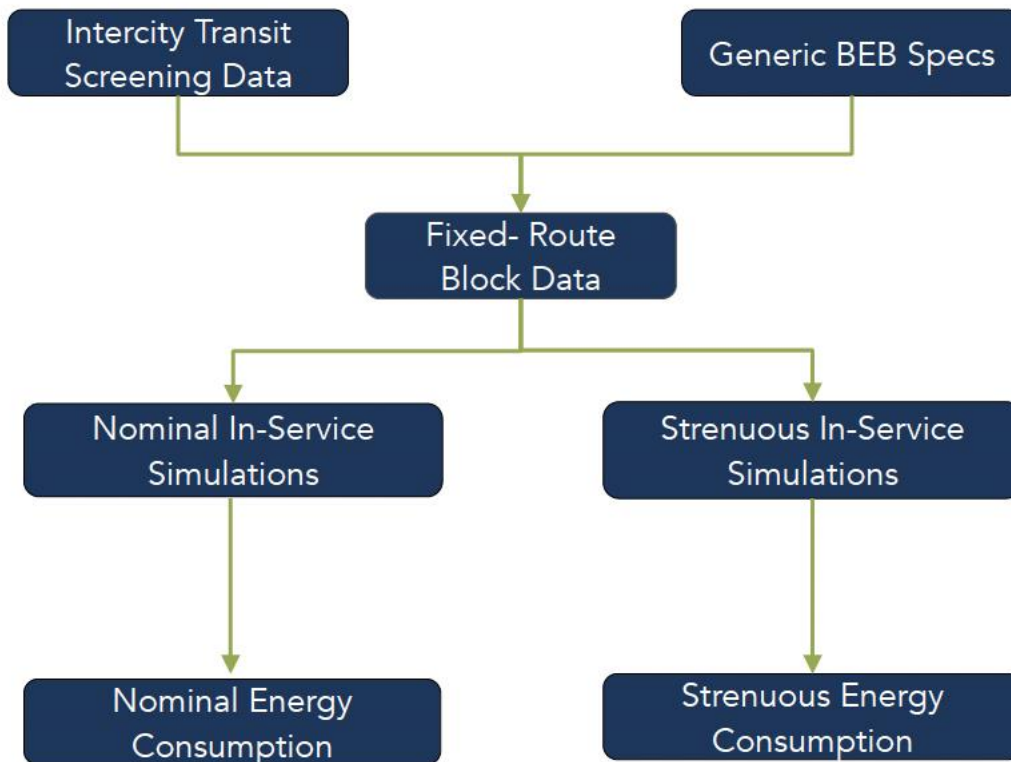 Intercity Transit
Screening Data
Generic BEB Specs
Fixed- Route
Block Data
Nominal In-Service
Simulations
Strenuous In-Service
Simulations
Nominal Energy
Consumption
Strenuous Energy
Consumption